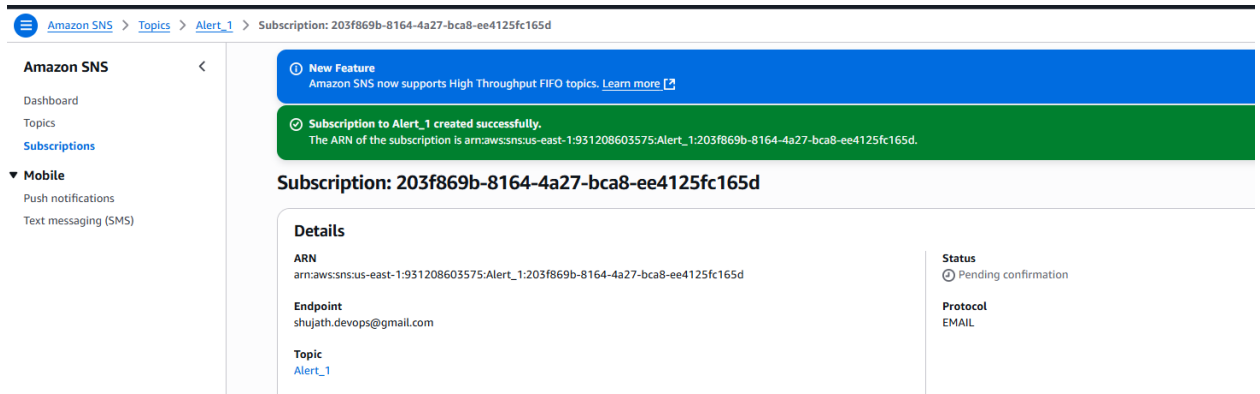 Amazon SNS > Topics > Alert_1 > Subscription: 203f869b-8164-4a27-bca8-ee4125fc165d
Amazon SNS
Dashboard
Topics
Subscriptions
Mobile
Push notifications
Text messaging (SMS)
New Feature
Amazon SNS now supports High Throughput FIFO topics. Learn more
Subscription to Alert_1 created successfully.
The ARN of the subscription is arn:aws:sns:us-east-1:931208603575:Alert_1:203f869b-8164-4a27-bca8-ee4125fc165d.
Subscription: 203f869b-8164-4a27-bca8-ee4125fc165d
Details
ARN
arn:aws:sns:us-east-1:931208603575:Alert_1:203f869b-8164-4a27-bca8-ee4125fc165d
Endpoint
shujath.devops@gmail.com
Topic
Alert_1
Status
Pending confirmation
Protocol
EMAIL